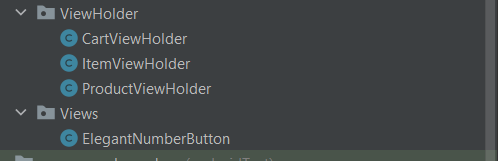 ViewHolder
CartViewHolder
ItemViewHolder
ProductViewHolder
Views
ElegantNumberButton